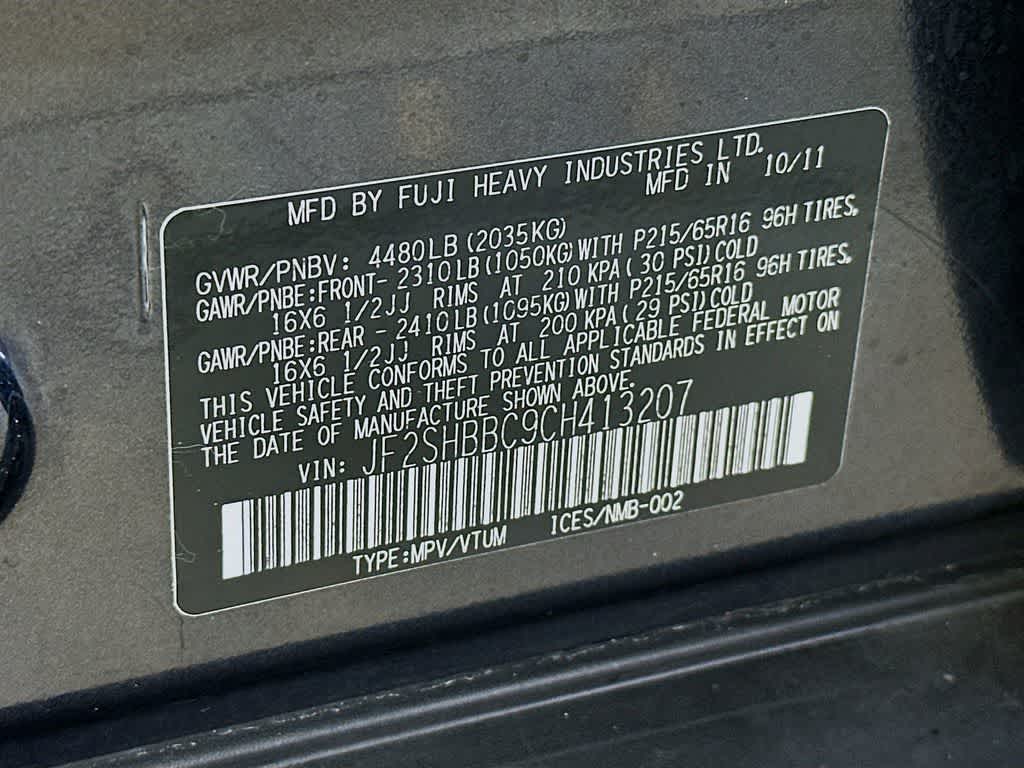 MFD BY FUJI HEAVY INDUSTRIES LTD.
MFD IN 10/11
GVWR/PNBV: 4480LB(2035KG)
GAWR/PNBE:FRONT-2310LB(1050KG)WITH P215/65R16 96H TIRES,
16X6 1/2JJ RIMS AT 210 KPA(30 PSI)COLD
GAWR/PNBE:REAR -2410LB(1095KG)WITH P215/65R16 96H TIRES,
16X6 1/2JJ RIMS AT 200 KPA(29 PSI)COLD
THIS VEHICLE CONFORMS TO ALL APPLICABLE FEDERAL MOTOR
VEHICLE SAFETY AND THEFT PREVENTION STANDARDS IN EFFECT ON
THE DATE OF MANUFACTURE SHOWN ABOVE.
VIN: JF2SHBBC9CH413207
TYPE:MPV/VTUM ICES/NMB-002